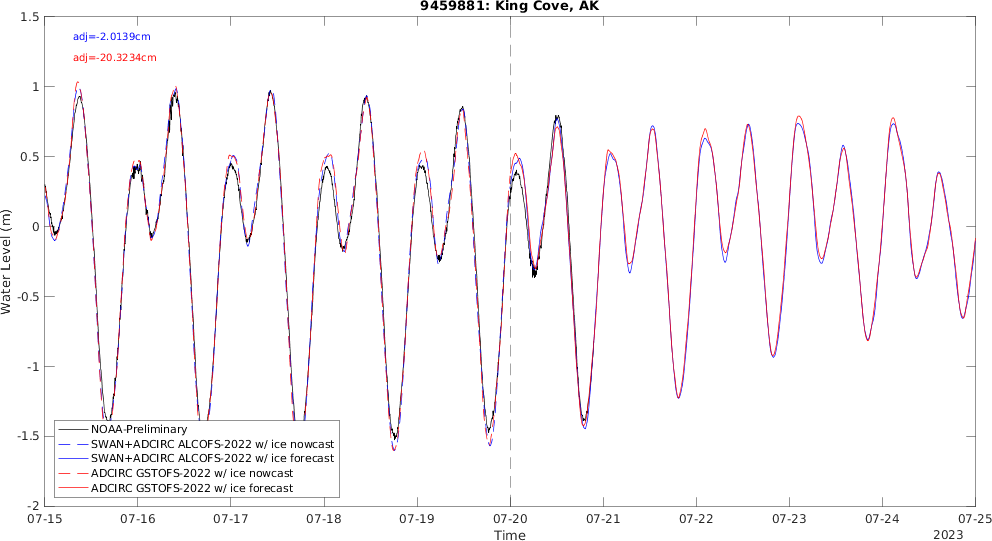 9459881: King Cove, AK
adj=-2.0139cm
adj=-20.3234cm
1.5
1
0.5
0
-0.5
-1
-1.5
-2
Water Level (m)
NOAA-Preliminary
SWAN+ADCIRC ALCOFS-2022 w/ ice nowcast
SWAN+ADCIRC ALCOFS-2022 w/ ice forecast
ADCIRC GSTOFS-2022 w/ ice nowcast
ADCIRC GSTOFS-2022 w/ ice forecast
07-15 07-16 07-17 07-18 07-19 07-20 07-21 07-22 07-23 07-24 07-25
Time
2023